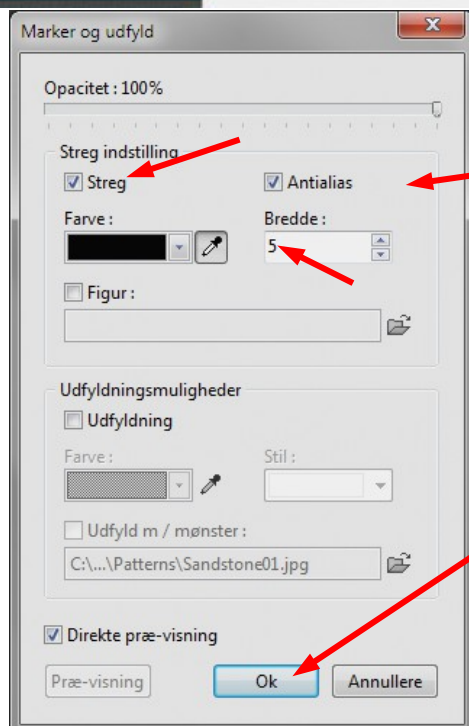 Marker og udfyld
Opacitet : 100%
Streg indstilling
Streg
Antialias
Farve :
Bredde :
5
Figur :
Udfyldningsmuligheder
Udfyldning
Farve :
Stil :
Udfyld m / mønster :
C:\...\Patterns\Sandstone01.jpg
Direkte præ-visning
Præ-visning
Ok
Annullere